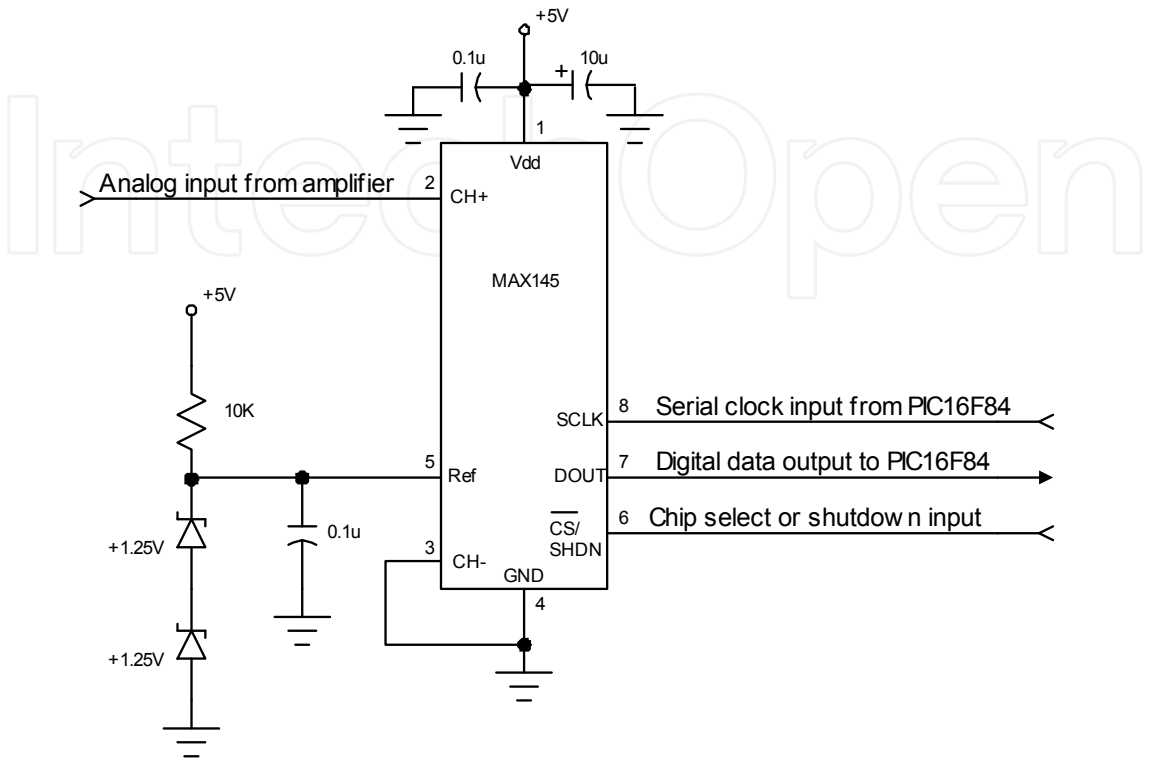 +5V
0.1u
+
10u
1
Vdd
IntechOpen
Analog input from amplifier
2
CH+
MAX145
+5V
10K
8
Serial clock input from PIC16F84
SCLK
5
Ref
7
Digital data output to PIC16F84
DOUT
+1.25V
0.1u
6
Chip select or shutdow n input
CS/
SHDN
3
CH-
GND
4
+1.25V